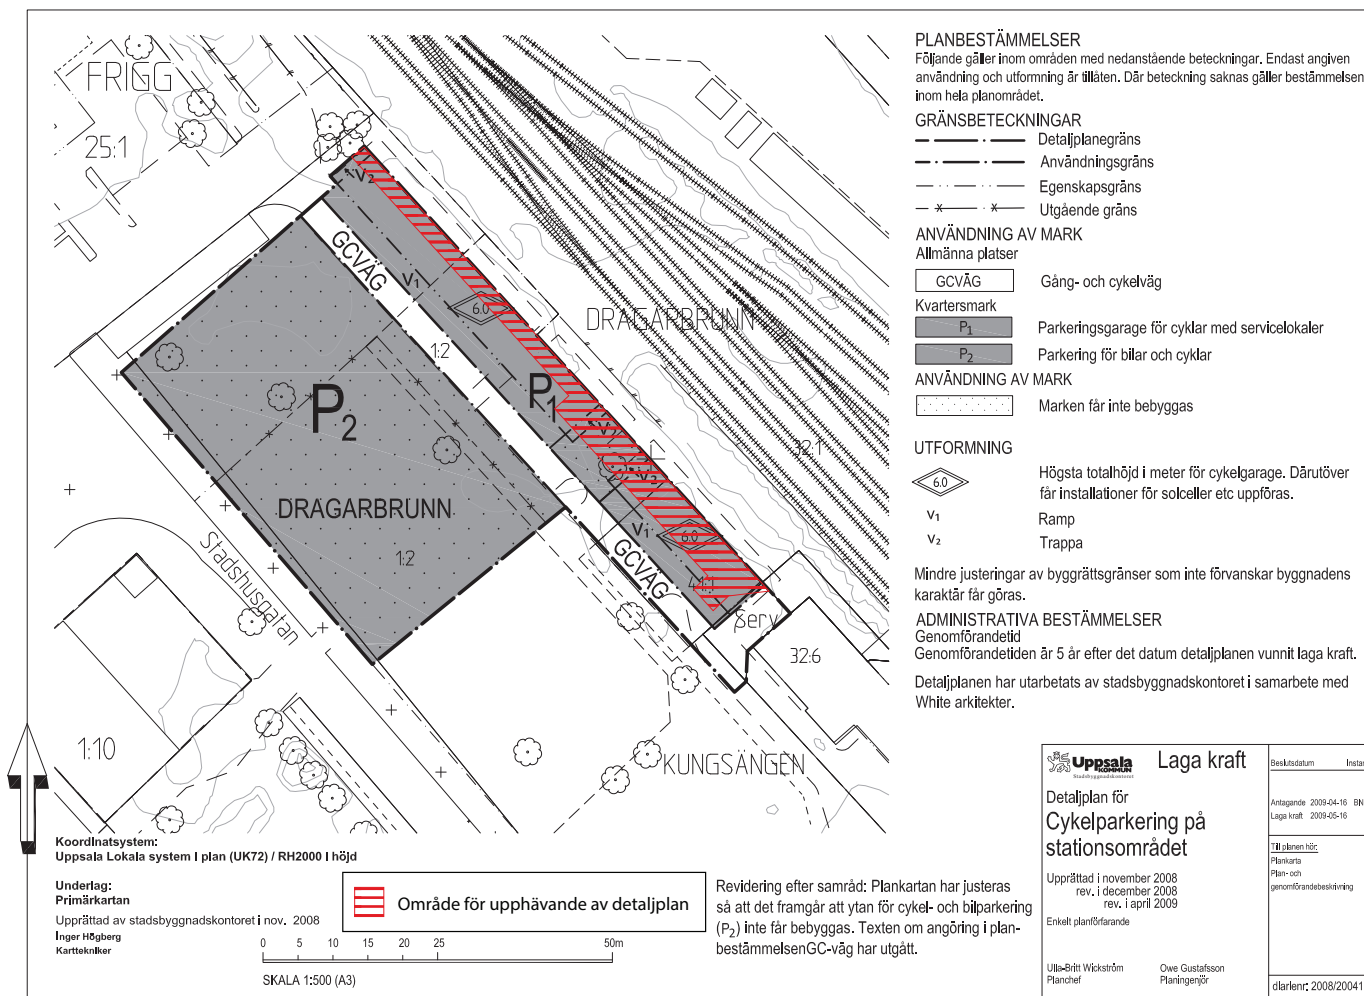 FRIGG
25:1
V2
GCVÄG
V1
6.0
DRAGARBRUNN
1:2
P1
P2
32:1
V2
DRAGARBRUNN
1:2
V1
6.0
GCVÄG
44:1
Serv
Stadshusgatan
32:6
1:10
KUNGSÄNGEN
PLANBESTÄMMELSER
Följande gäller inom områden med nedanstående beteckningar. Endast angiven
användning och utformning är tillåten. Där beteckning saknas gäller bestämmelsen
inom hela planområdet.
GRÄNSBETECKNINGAR
Detaljplanegräns
Användningsgräns
Egenskapsgräns
Utgående gräns
ANVÄNDNING AV MARK
Allmänna platser
GCVÄG Gång- och cykelväg
Kvartersmark
P1 Parkeringsgarage för cyklar med servicelokaler
P2 Parkering för bilar och cyklar
ANVÄNDNING AV MARK
Marken får inte bebyggas
UTFORMNING
6.0 Högsta totalhöjd i meter för cykelgarage. Därutöver
får installationer för solceller etc uppföras.
V1 Ramp
V2 Trappa
Mindre justeringar av byggrättsgränser som inte förvanskar byggnadens
karaktär får göras.
ADMINISTRATIVA BESTÄMMELSER
Genomförandetid
Genomförandetiden är 5 år efter det datum detaljplanen vunnit laga kraft.
Detaljplanen har utarbetats av stadsbyggnadskontoret i samarbete med
White arkitekter.
Koordinatsystem:
Uppsala Lokala system i plan (UK72) / RH2000 i höjd
Underlag:
Primärkartan
Upprättad av stadsbyggnadskontoret i nov. 2008
Inger Högberg
Karttekniker
Område för upphävande av detaljplan
0 5 10 15 20 25 50m
SKALA 1:500 (A3)
Revidering efter samråd: Plankartan har justeras
så att det framgår att ytan för cykel- och bilparkering
(P2) inte får bebyggas. Texten om angöring i plan-
bestämmelsenGC-väg har utgått.
Uppsala
KOMMUN
Stadsbyggnadskontoret
Laga kraft
Detaljplan för
Cykelparkering på
stationsområdet
Upprättad i november 2008
rev. i december 2008
rev. i april 2009
Enkelt planförfarande
Ulla-Britt Wickström
Planchef
Owe Gustafsson
Planingenjör
Beslutsdatum Instan
Antagande 2009-04-16 BN
Laga kraft 2009-05-16
Till planen hör:
Plankarta
Plan- och
genomförandebeskrivning
diarienr: 2008/20041